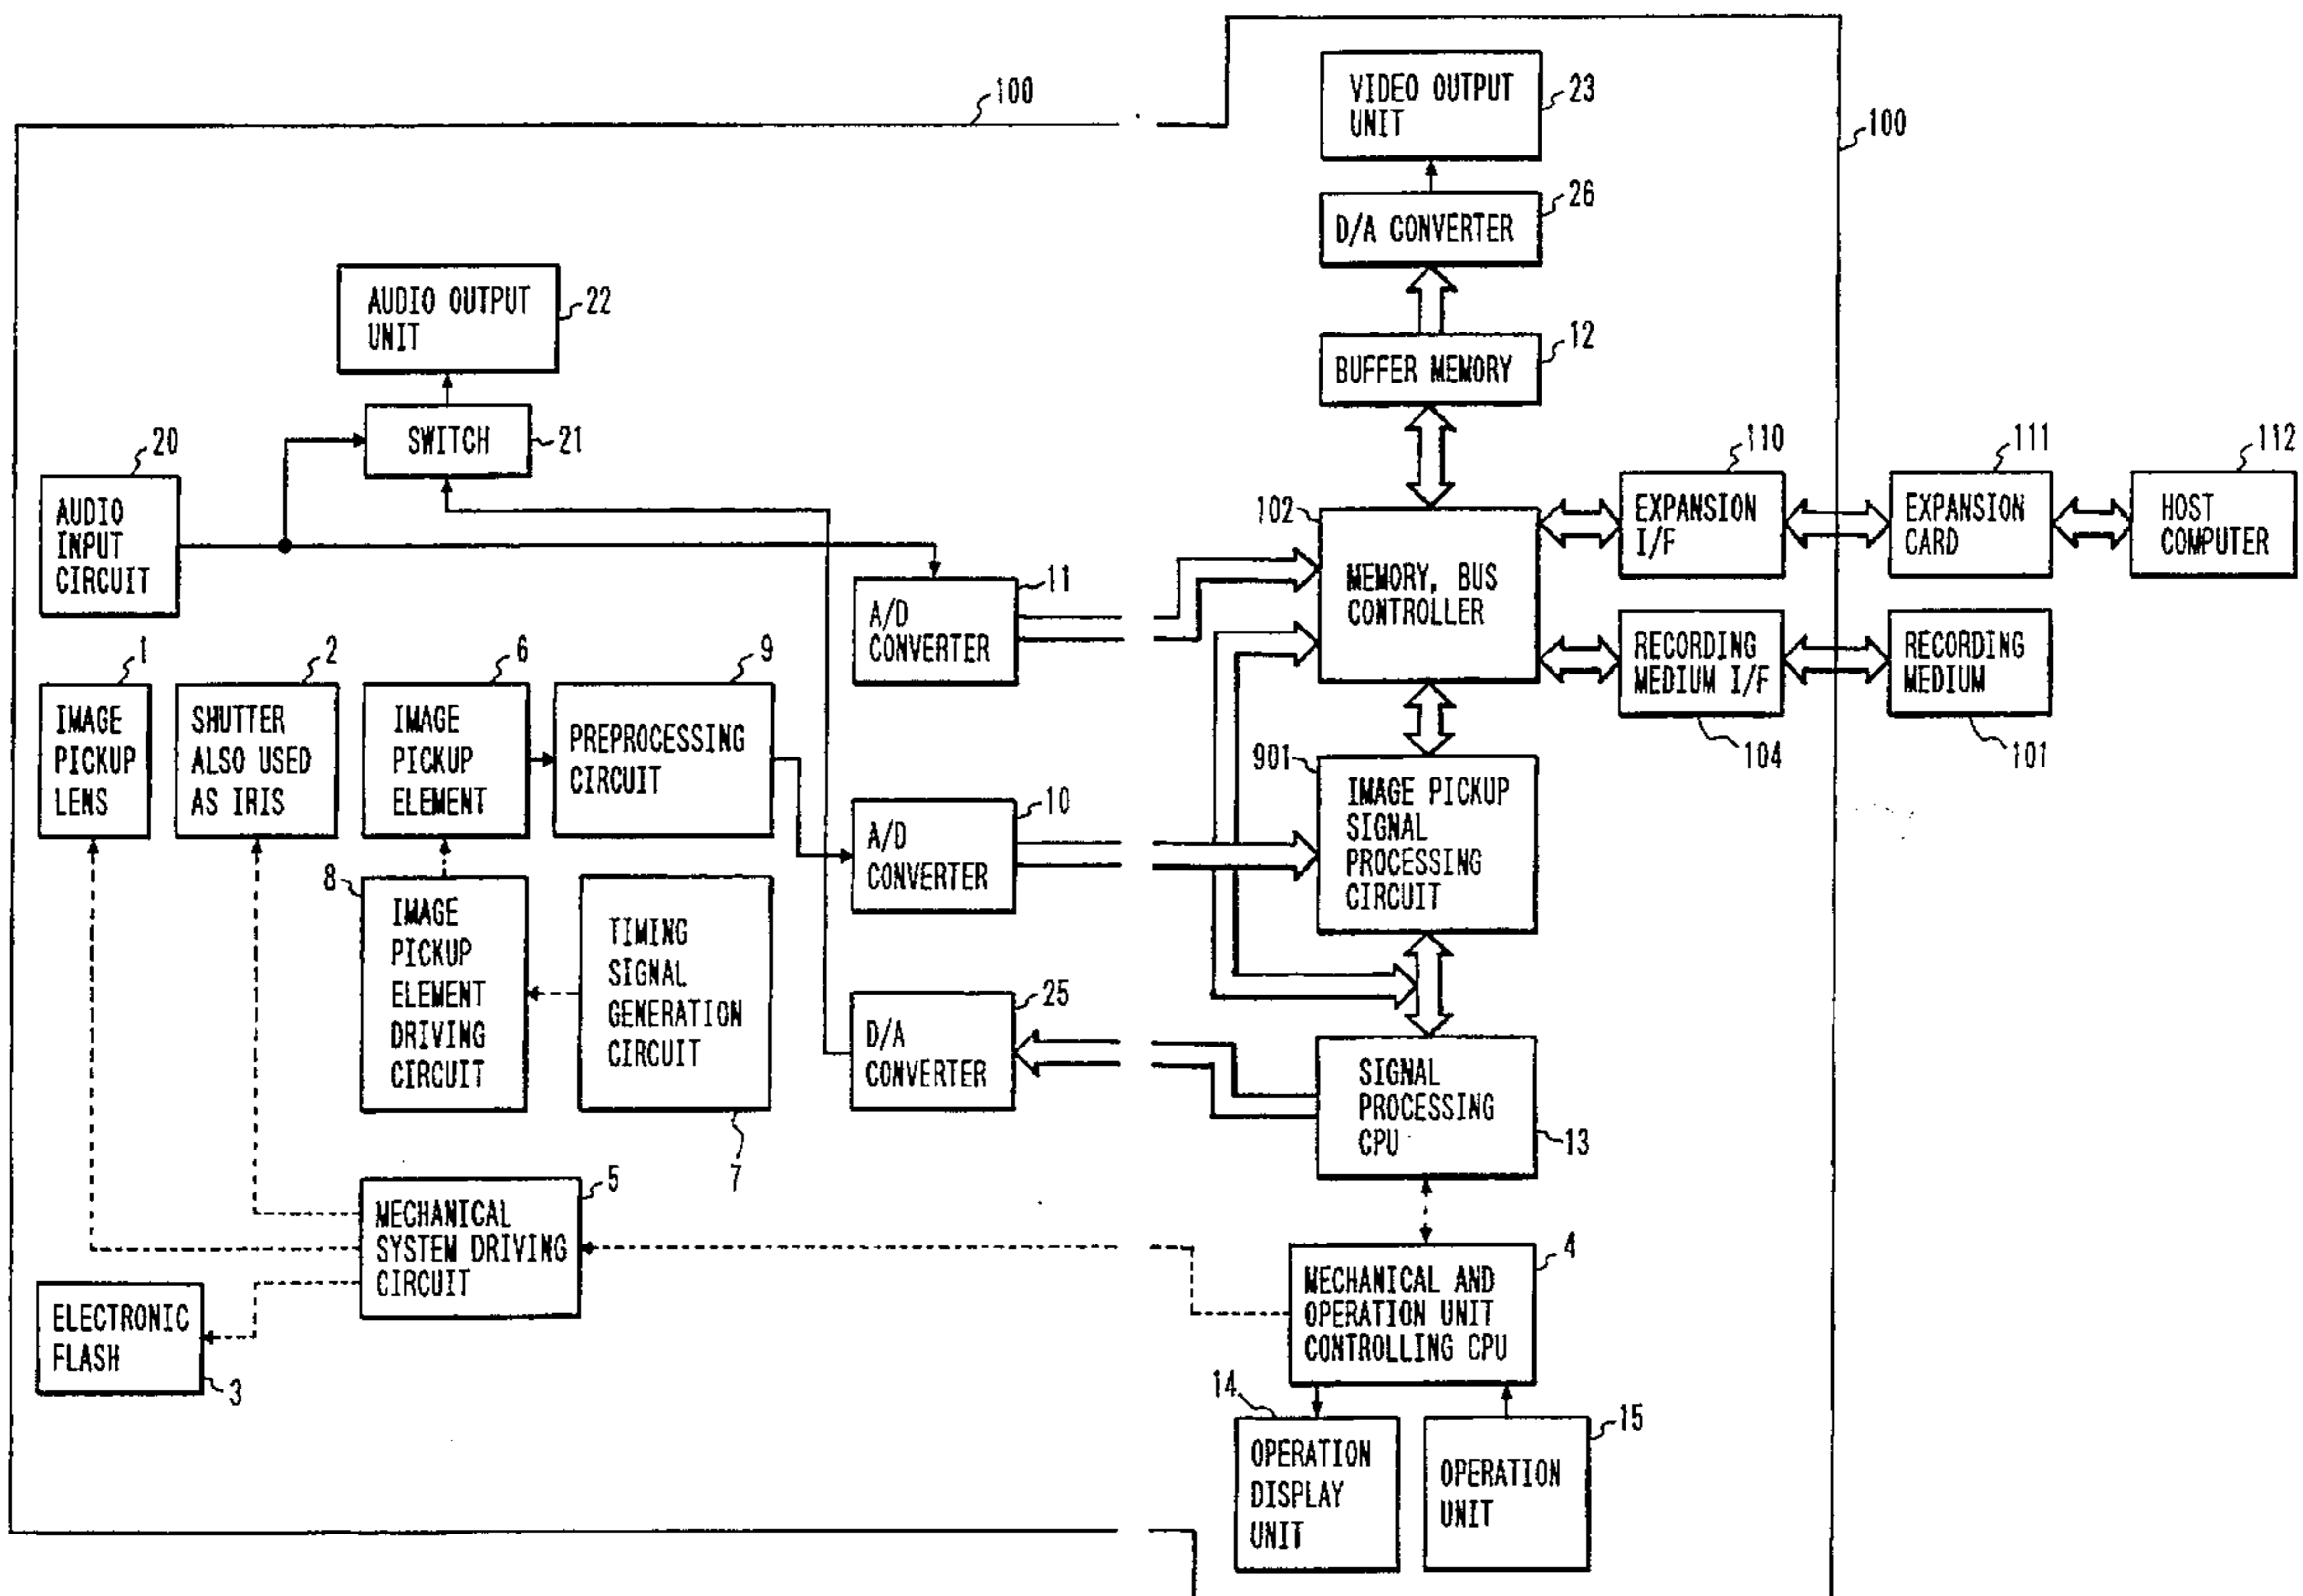 100
VIDEO OUTPUT
UNIT
23
100
D/A CONVERTER
26
AUDIO OUTPUT
UNIT
22
BUFFER MEMORY
12
SWITCH
21
20
AUDIO
INPUT
CIRCUIT
102
MEMORY, BUS
CONTROLLER
110
EXPANSION
I/F
111
EXPANSION
CARD
112
HOST
COMPUTER
11
A/D
CONVERTER
RECORDING
MEDIUM I/F
104
RECORDING
MEDIUM
101
1
IMAGE
PICKUP
LENS
2
SHUTTER
ALSO USED
AS IRIS
6
IMAGE
PICKUP
ELEMENT
9
PREPROCESSING
CIRCUIT
10
A/D
CONVERTER
901
IMAGE PICKUP
SIGNAL
PROCESSING
CIRCUIT
8
IMAGE
PICKUP
ELEMENT
DRIVING
CIRCUIT
TIMING
SIGNAL
GENERATION
CIRCUIT
7
25
D/A
CONVERTER
SIGNAL
PROCESSING
CPU
13
5
MECHANICAL
SYSTEM DRIVING
CIRCUIT
4
MECHANICAL AND
OPERATION UNIT
CONTROLLING CPU
ELECTRONIC
FLASH
3
14
OPERATION
DISPLAY
UNIT
15
OPERATION
UNIT